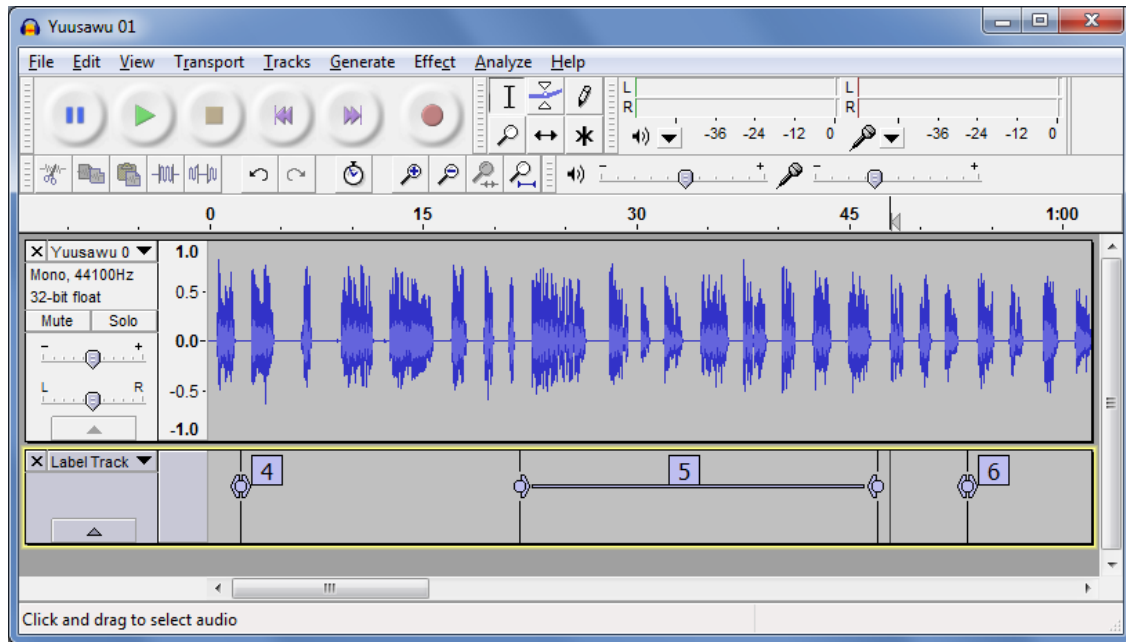 Yuusawu 01
File Edit View Transport Tracks Generate Effect Analyze Help
L
R
-36 -24 -12 0
L
R
-36 -24 -12 0
- +
- +
0 15 30 45 1:00
Yuusawu 0
Mono, 44100Hz
32-bit float
Mute Solo
- +
L R
1.0
0.5
0.0
-0.5
-1.0
Label Track
4 5 6
Click and drag to select audio